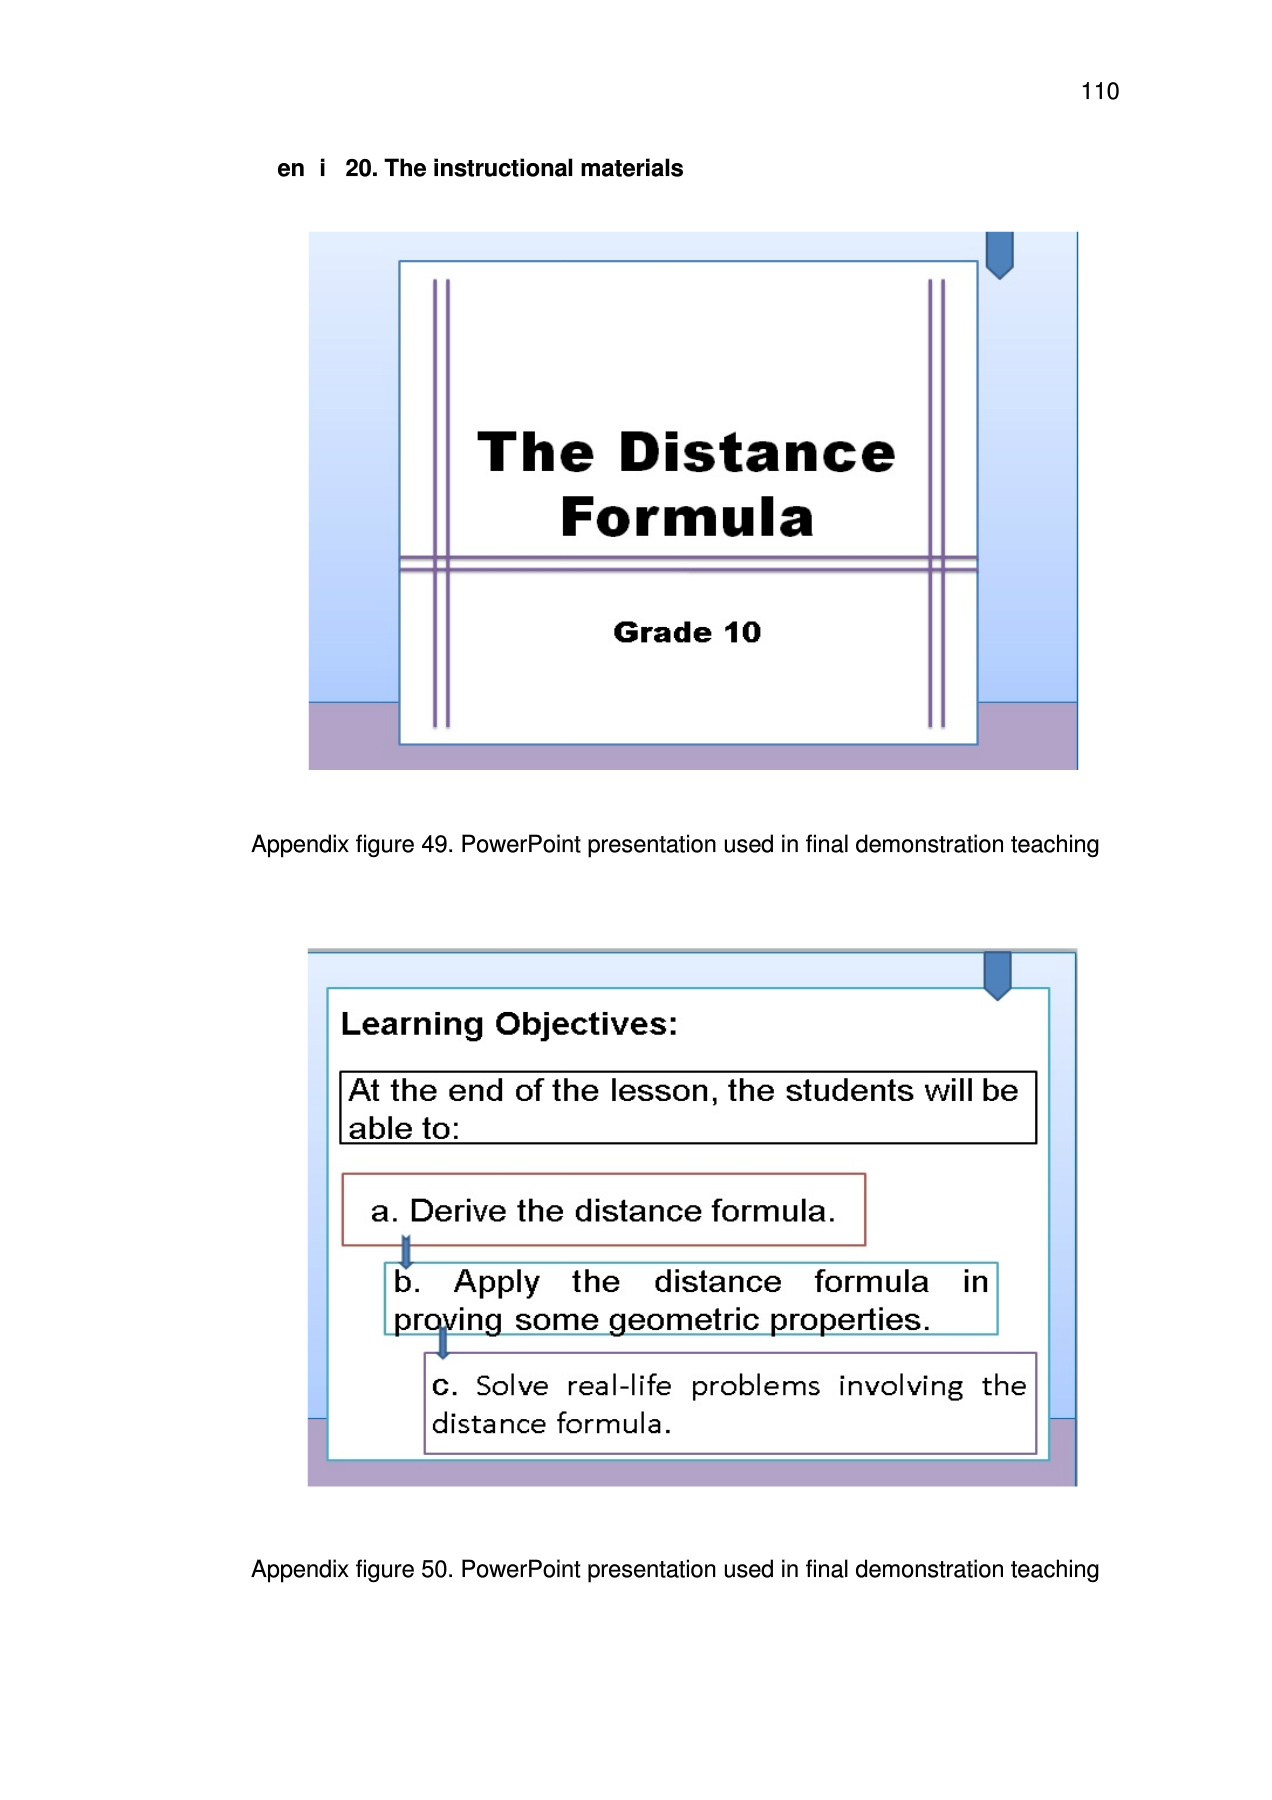 110
en i 20. The instructional materials
The Distance
Formula
Grade 10
Appendix figure 49. PowerPoint presentation used in final demonstration teaching
Learning Objectives:
At the end of the lesson, the students will be
able to:
a. Derive the distance formula.
b. Apply the distance formula in
proving some geometric properties.
c. Solve real-life problems involving the
distance formula.
Appendix figure 50. PowerPoint presentation used in final demonstration teaching